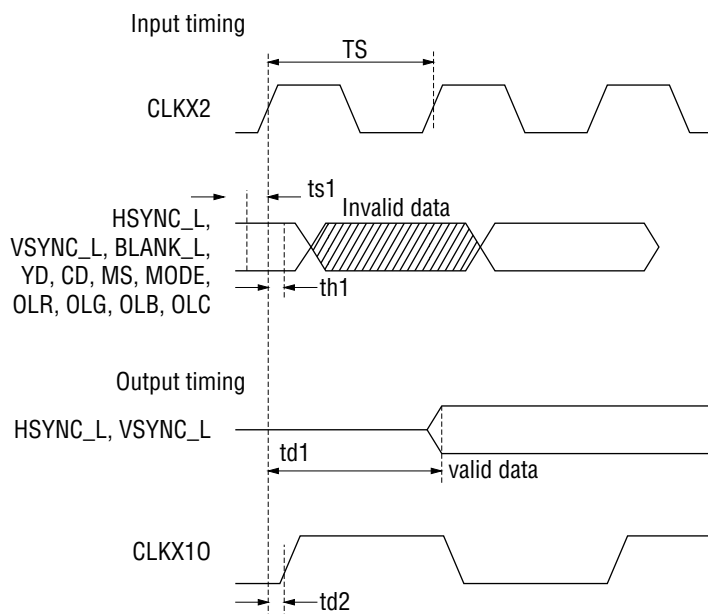 Input timing
TS
CLKX2
ts1
HSYNC_L,
Invalid data
VSYNC_L, BLANK_L,
YD, CD, MS, MODE,
th1
OLR, OLG, OLB, OLC
Output timing
HSYNC_L, VSYNC_L
td1
valid data
CLKX1O
td2